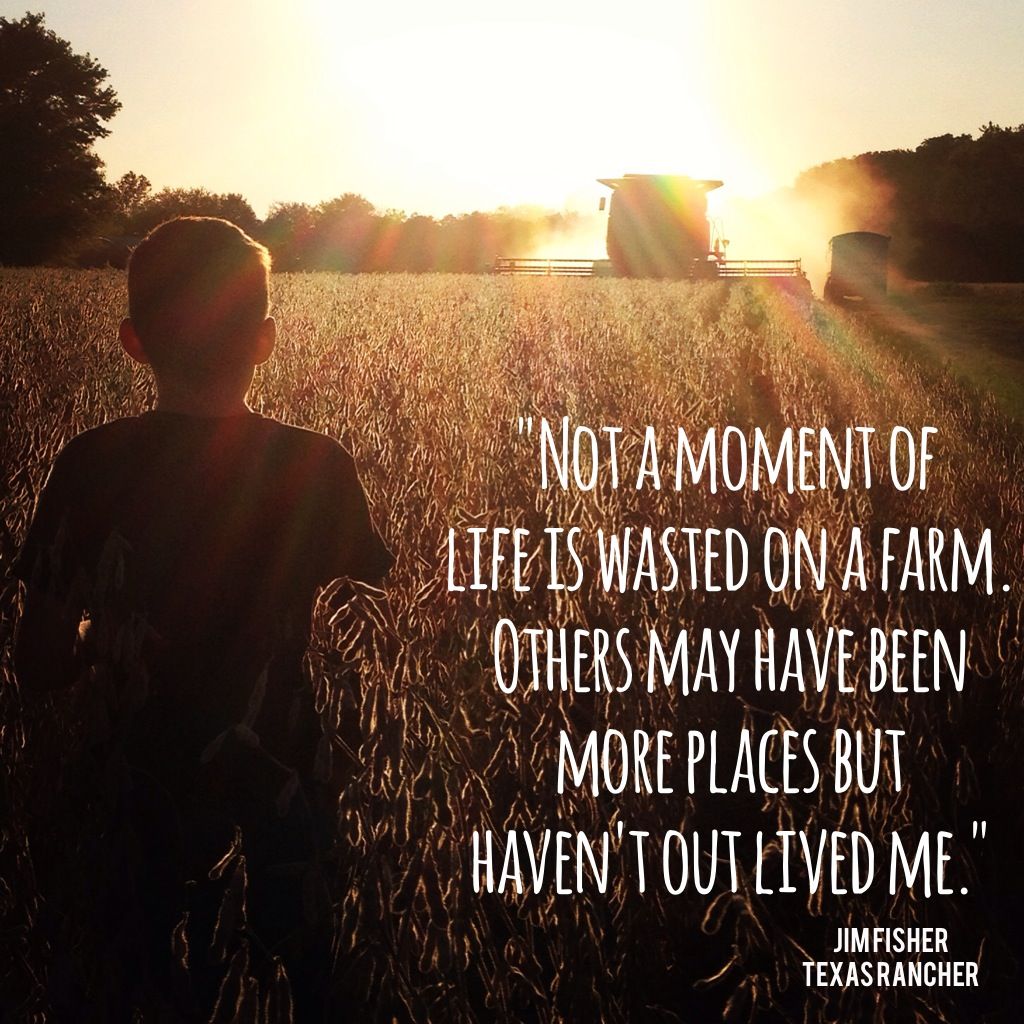 "Not a moment of
life is wasted on a farm.
Others may have been
more places but
haven't out lived me."
Jim Fisher
Texas Rancher